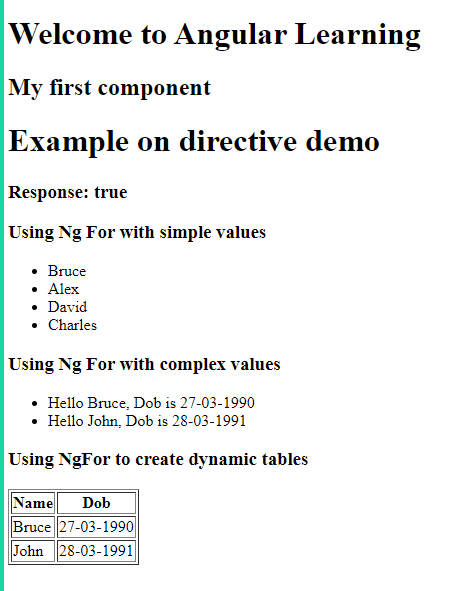 Welcome to Angular Learning
My first component
Example on directive demo
Response: true
Using Ng For with simple values
Bruce
Alex
David
Charles
Using Ng For with complex values
Hello Bruce, Dob is 27-03-1990
Hello John, Dob is 28-03-1991
Using NgFor to create dynamic tables
Name Dob
Bruce 27-03-1990
John 28-03-1991